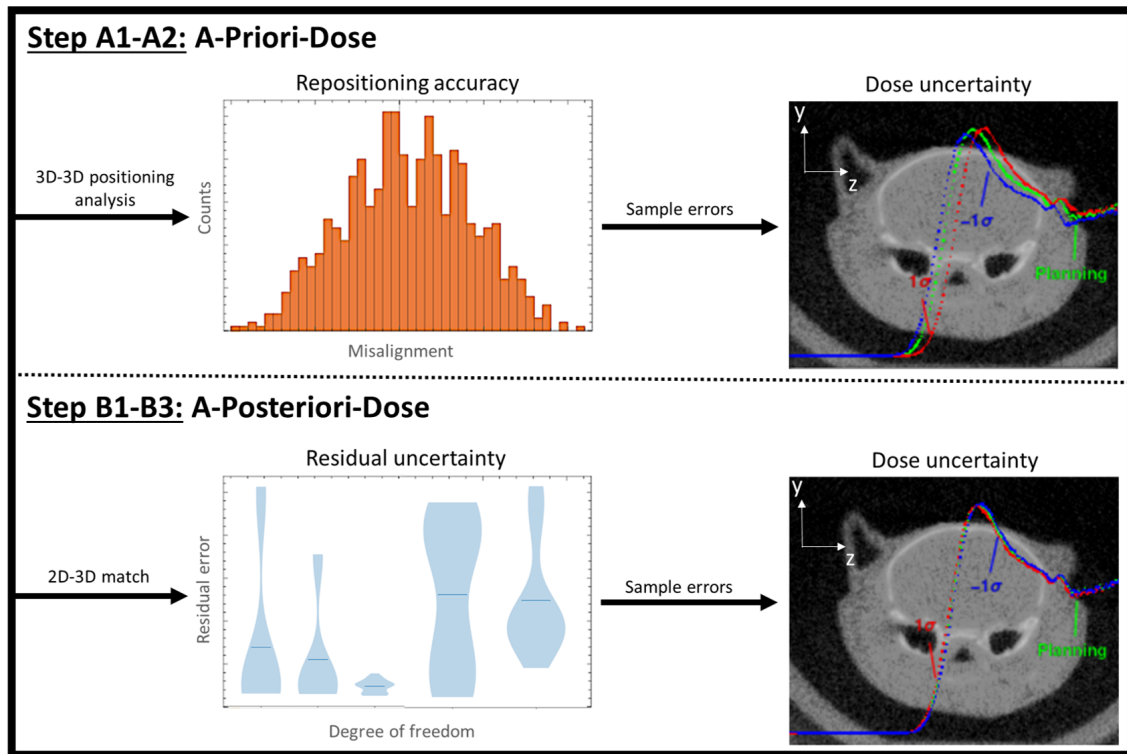 Step A1-A2: A-Priori-Dose
Repositioning accuracy
Dose uncertainty
3D-3D positioning
analysis
Counts
Misalignment
Sample errors
y
z
-1σ
Planning
1σ
Step B1-B3: A-Posteriori-Dose
Residual uncertainty
Dose uncertainty
2D-3D match
Residual error
Degree of freedom
Sample errors
y
z
-1σ
1σ
Planning